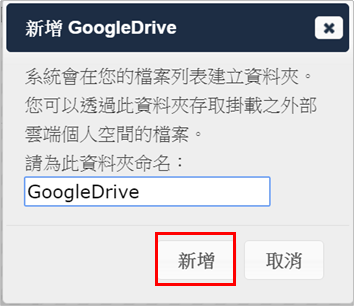 新增 GoogleDrive
系統會在您的檔案列表建立資料夾。
您可以透過此資料夾存取掛載之外部
雲端個人空間的檔案。
請為此資料夾命名：
GoogleDrive
新增 取消